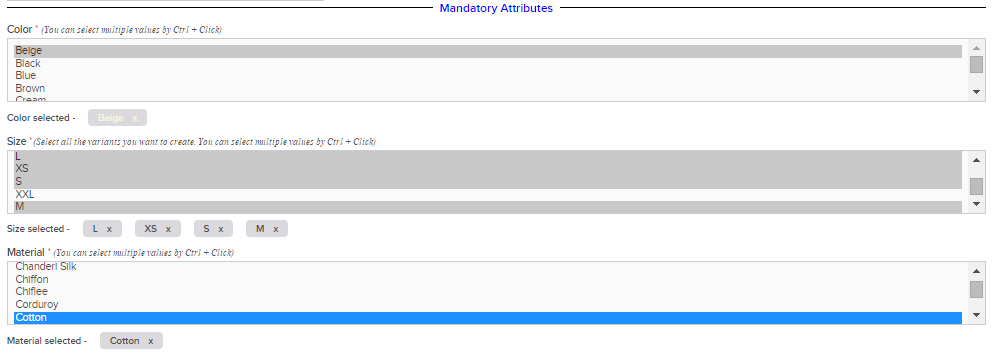 Mandatory Attributes
Color * (You can select multiple values by Ctrl + Click)
Beige
Black
Blue
Brown
Cream
Color selected - Beige x
Size *(Select all the variants you want to create. You can select multiple values by Ctrl + Click)
L
XS
S
XXL
M
Size selected - L x XS x S x M x
Material * (You can select multiple values by Ctrl + Click)
Chanderi Silk
Chiffon
Chiflee
Corduroy
Cotton
Material selected - Cotton x